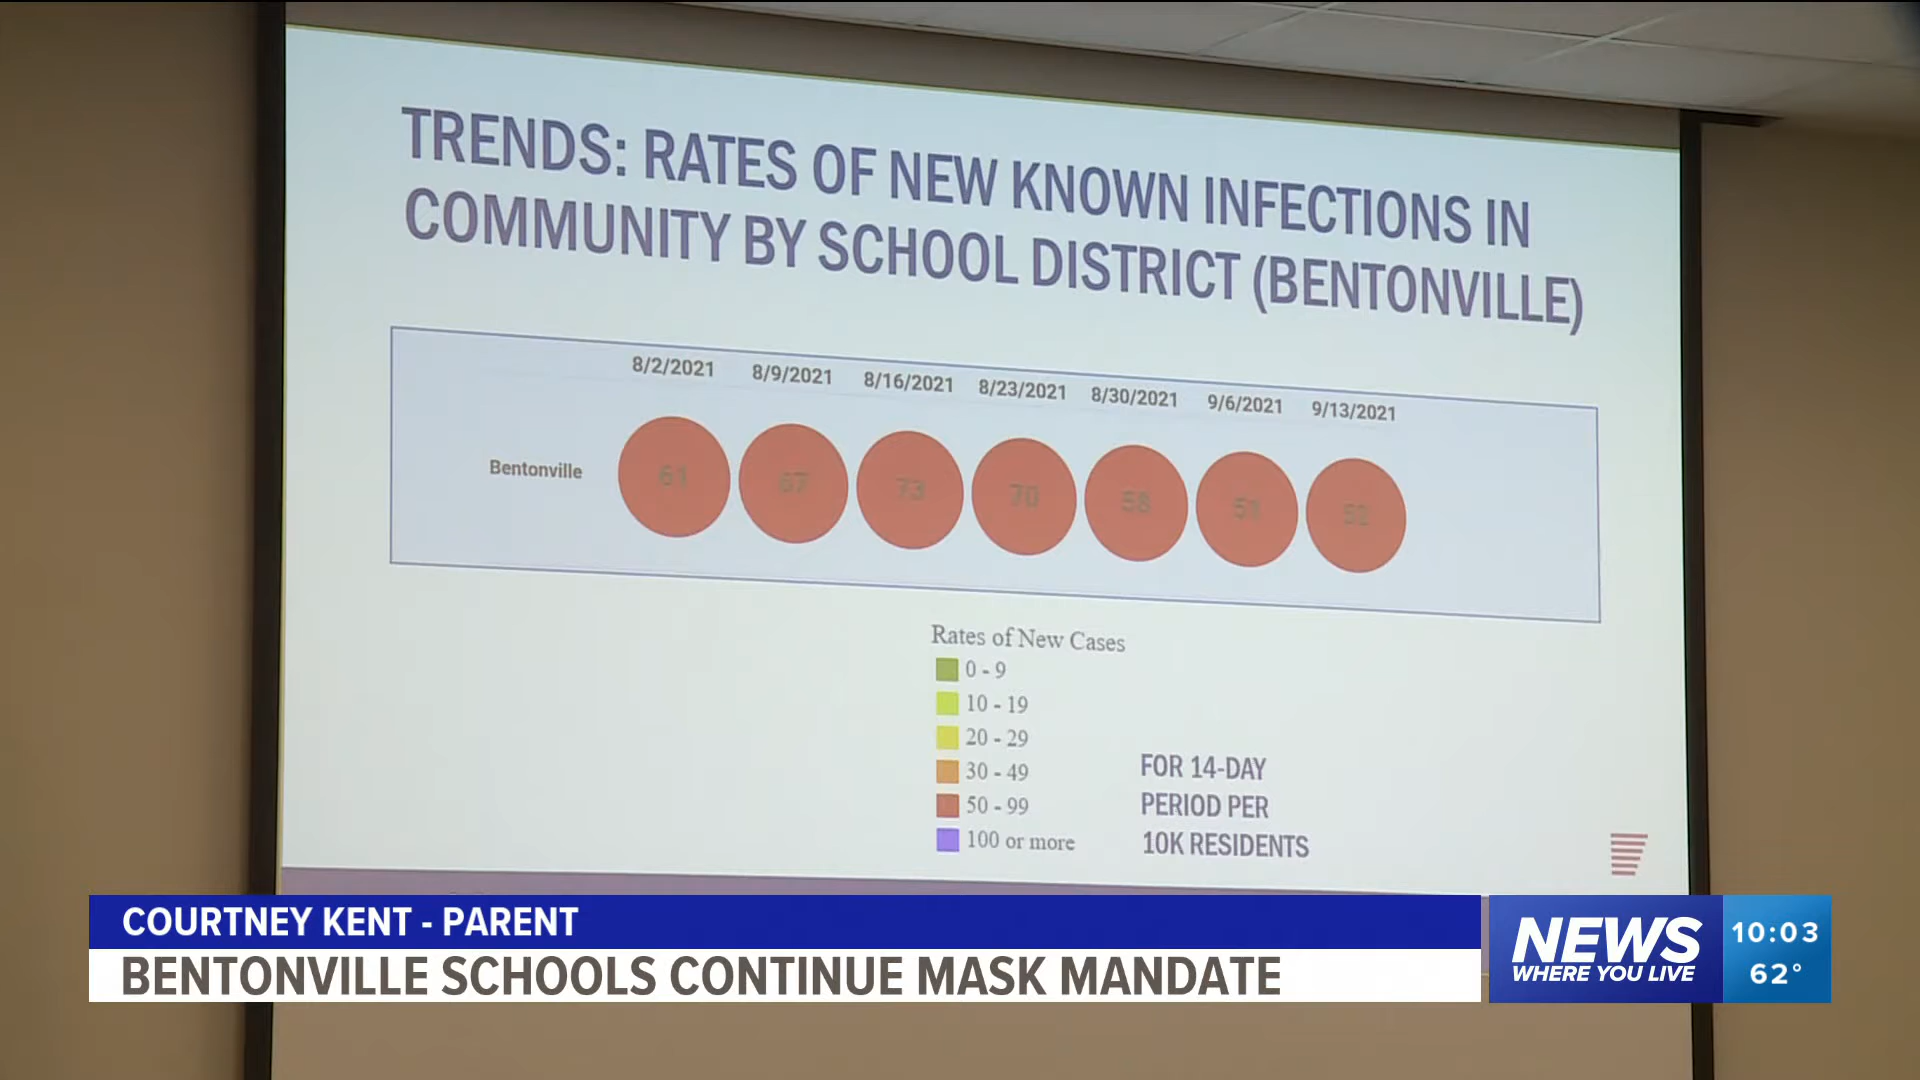 TRENDS: RATES OF NEW KNOWN INFECTIONS IN
COMMUNITY BY SCHOOL DISTRICT (BENTONVILLE)
8/2/2021 8/9/2021 8/16/2021 8/23/2021 8/30/2021 9/6/2021 9/13/2021
Bentonville 61 67 73 70 58 52
Rates of New Cases
0 - 9
10 - 19
20 - 29
30 - 49
50 - 99
100 or more
FOR 14-DAY
PERIOD PER
10K RESIDENTS
COURTNEY KENT - PARENT
BENTONVILLE SCHOOLS CONTINUE MASK MANDATE
NEWS
WHERE YOU LIVE
10:03
62°